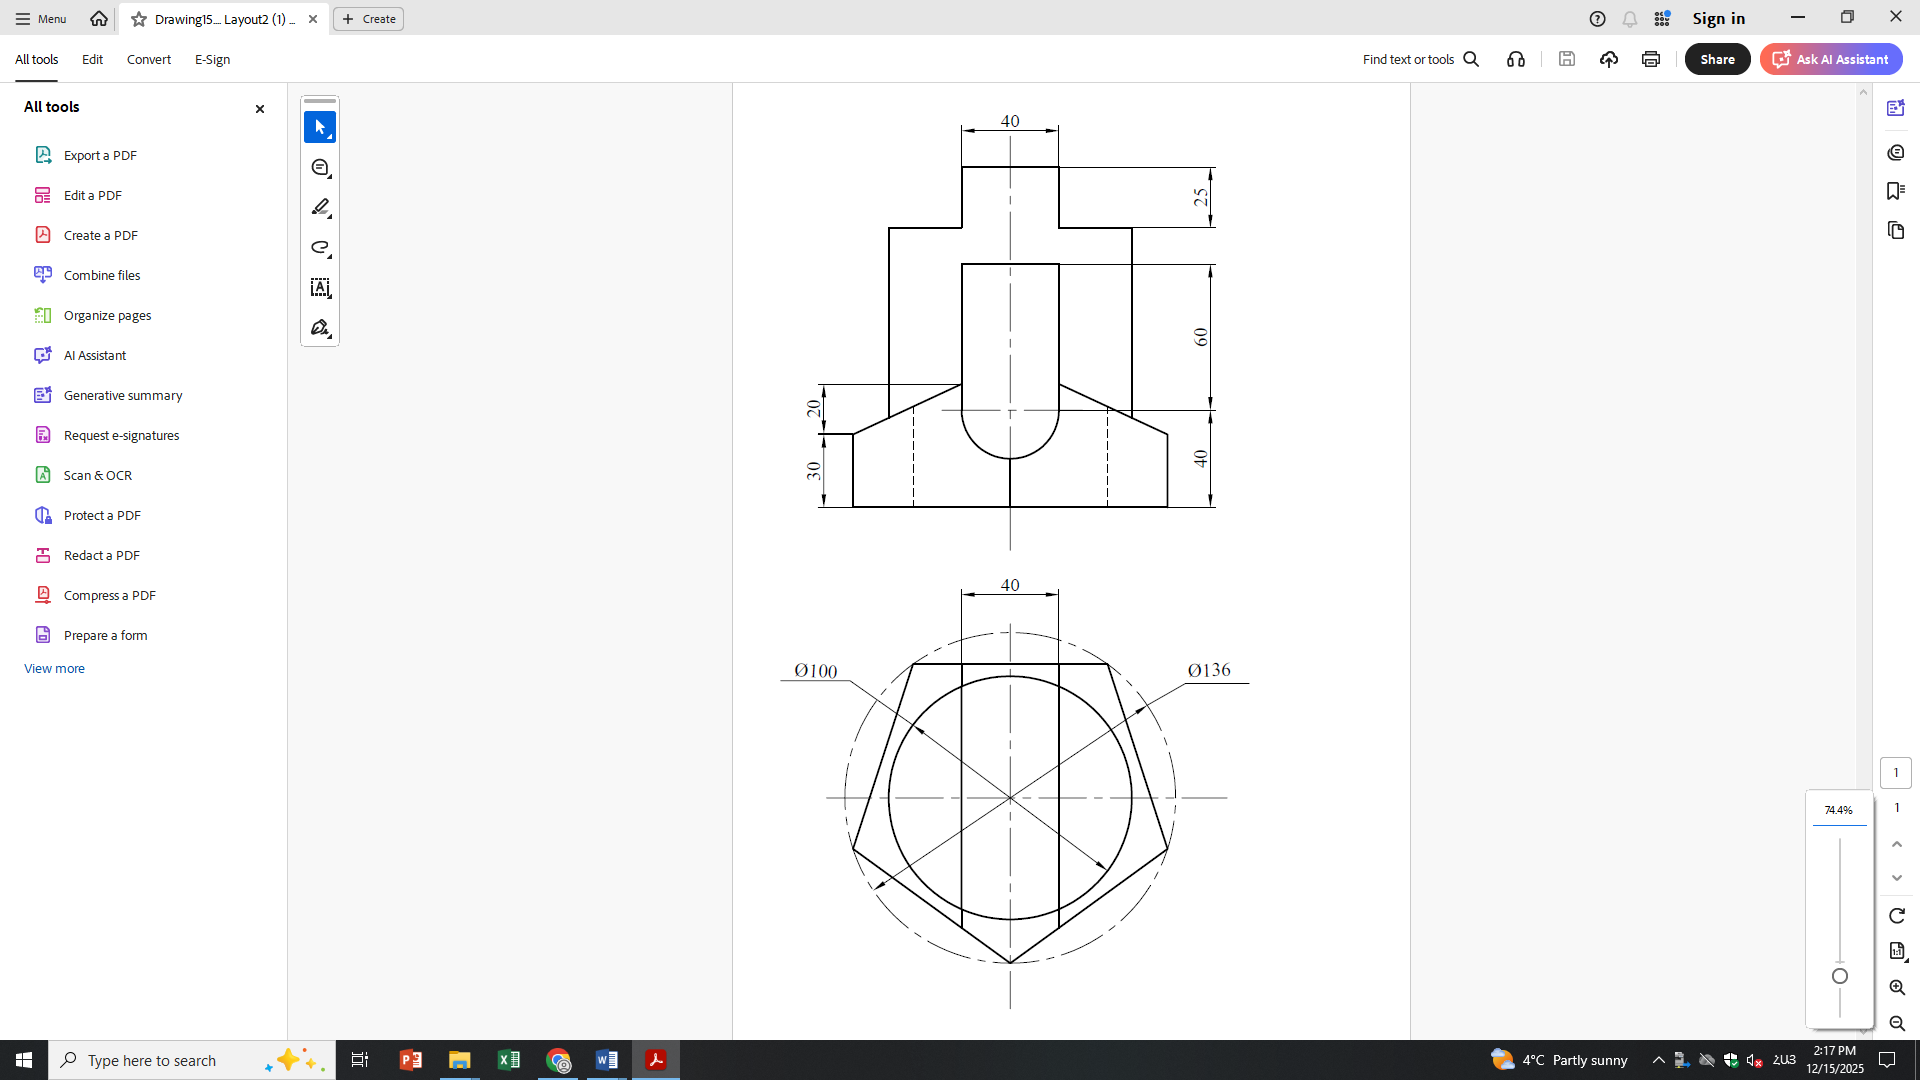 Menu
Drawing15.... Layout2 (1) ...
Create
Sign in
All tools
Edit
Convert
E-Sign
Find text or tools
Share
Ask AI Assistant
All tools
Export a PDF
Edit a PDF
Create a PDF
Combine files
Organize pages
AI Assistant
Generative summary
Request e-signatures
Scan & OCR
Protect a PDF
Redact a PDF
Compress a PDF
Prepare a form
View more
40
25
60
20
30
40
40
Ø100
Ø136
1
1
74.4%
Type here to search
4°C Partly sunny
ՀԱՅ
2:17 PM
12/15/2025